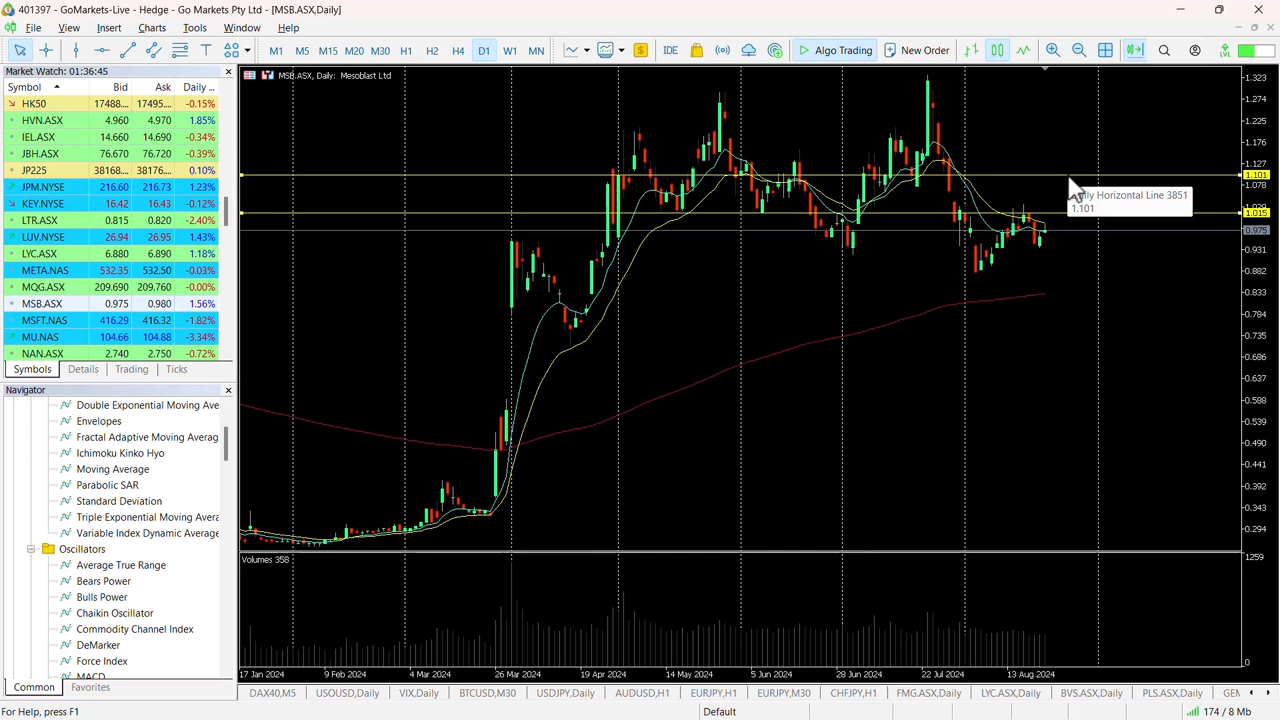 401397 - GoMarkets-Live - Hedge - Go Markets Pty Ltd - [MSB.ASX,Daily]
File View Insert Charts Tools Window Help
M1 M5 M15 M20 M30 H1 H2 H4 D1 W1 MN $ IDE Algo Trading New Order LVL
Market Watch: 01:36:45
Symbol Bid Ask Daily ...
HK50 17488.... 17495.... -0.15%
HVN.ASX 4.960 4.970 1.85%
IEL.ASX 14.660 14.690 -0.34%
JBH.ASX 76.670 76.720 -0.39%
JP225 38168.... 38176.... 0.10%
JPM.NYSE 216.60 216.73 1.23%
KEY.NYSE 16.42 16.43 -0.12%
LTR.ASX 0.815 0.820 -2.40%
LUV.NYSE 26.94 26.95 1.43%
LYC.ASX 6.880 6.890 1.18%
META.NAS 532.35 532.50 -0.03%
MQG.ASX 209.690 209.760 -0.00%
MSB.ASX 0.975 0.980 1.56%
MSFT.NAS 416.29 416.32 -1.82%
MU.NAS 104.66 104.88 -3.34%
NAN.ASX 2.740 2.750 -0.72%
Symbols Details Trading Ticks
Navigator
Double Exponential Moving Ave
Envelopes
Fractal Adaptive Moving Averag
Ichimoku Kinko Hyo
Moving Average
Parabolic SAR
Standard Deviation
Triple Exponential Moving Avera
Variable Index Dynamic Average
Oscillators
Average True Range
Bears Power
Bulls Power
Chaikin Oscillator
Commodity Channel Index
DeMarker
Force Index
MACD
Common Favorites
MSB.ASX, Daily: Mesoblast Ltd
ily Horizontal Line 3851
1.101
1.323
1.274
1.225
1.176
1.127
1.101
1.078
1.015
0.975
0.931
0.882
0.833
0.784
0.735
0.686
0.637
0.588
0.539
0.490
0.441
0.392
0.343
0.294
Volumes 358
1259
0
17 Jan 2024 9 Feb 2024 4 Mar 2024 26 Mar 2024 19 Apr 2024 14 May 2024 5 Jun 2024 28 Jun 2024 22 Jul 2024 13 Aug 2024
DAX40,M5 USOUSD,Daily VIX,Daily BTCUSD,M30 USDJPY,Daily AUDUSD,H1 EURJPY,H1 EURJPY,M30 CHFJPY,H1 FMG.ASX,Daily LYC.ASX,Daily BVS.ASX,Daily PLS.ASX,Daily GEM
For Help, press F1
Default
174 / 8 Mb